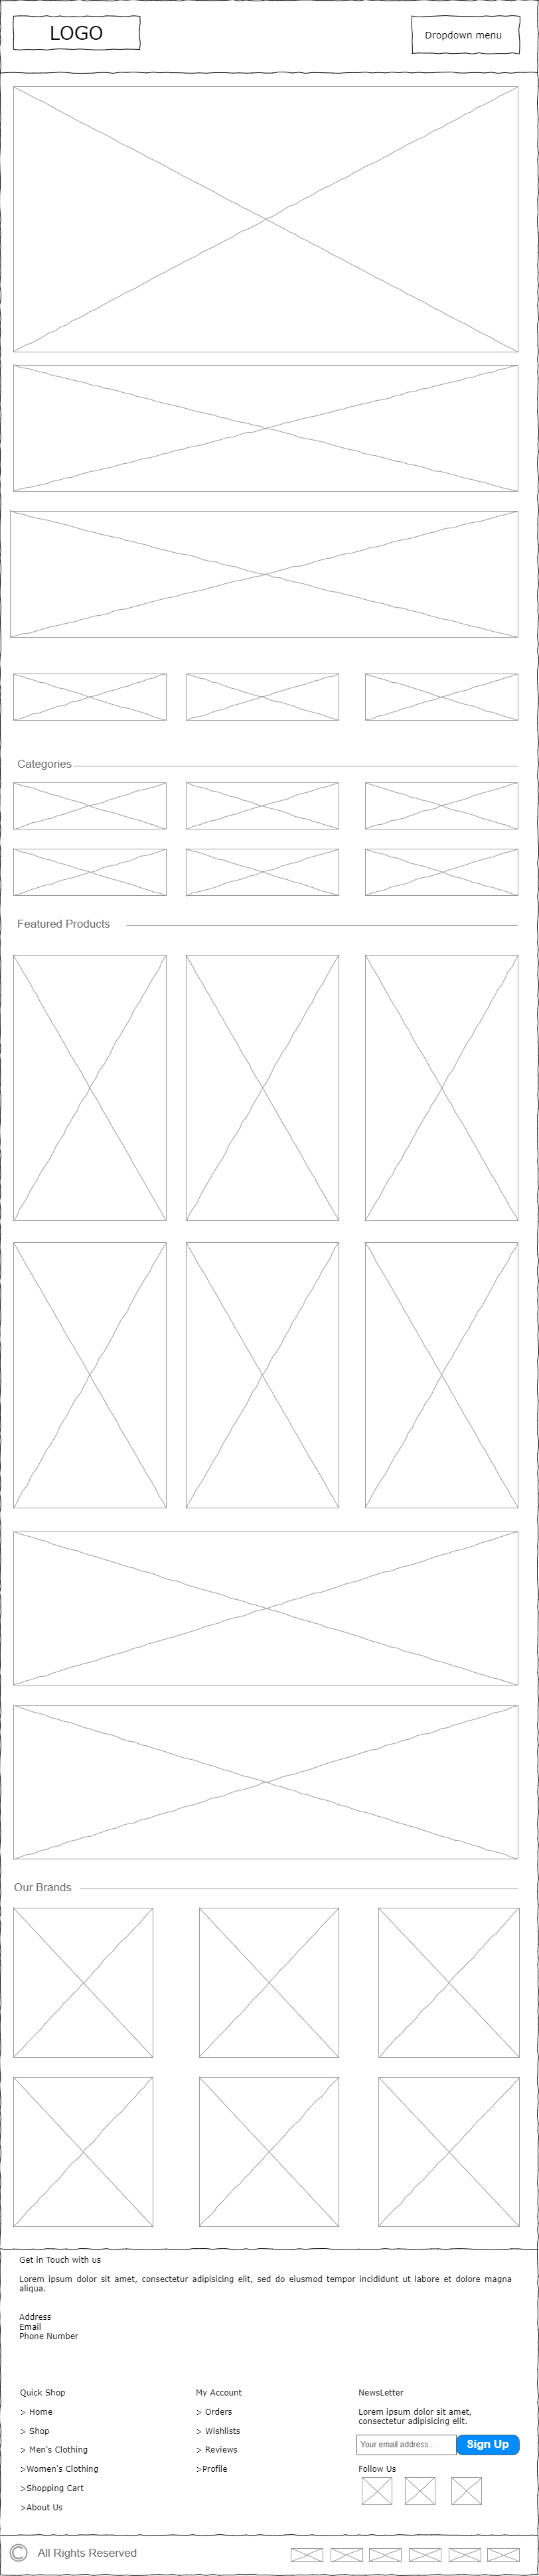 LOGO
Dropdown menu
Categories
Featured Products
Our Brands
Get in Touch with us
Lorem ipsum dolor sit amet, consectetur adipisicing elit, sed do eiusmod tempor incididunt ut labore et dolore magna
aliqua.
Address
Email
Phone Number
Quick Shop
> Home
> Shop
> Men's Clothing
>Women's Clothing
>Shopping Cart
>About Us
My Account
> Orders
> Wishlists
> Reviews
>Profile
NewsLetter
Lorem ipsum dolor sit amet,
consectetur adipisicing elit.
Your email address...
Sign Up
Follow Us
© All Rights Reserved